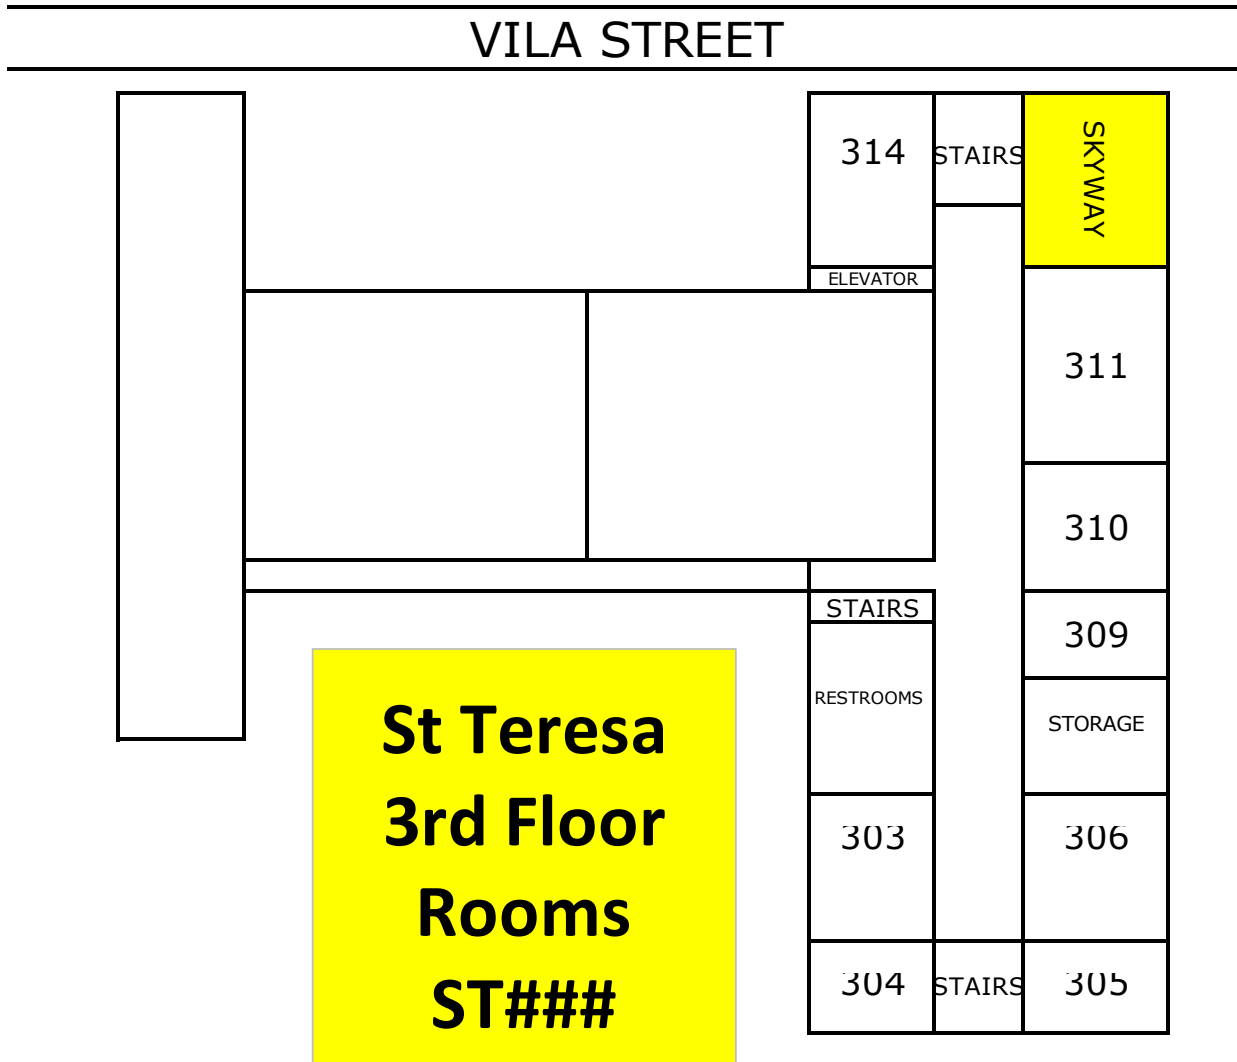 VILA STREET
314
STAIRS
SKYWAY
ELEVATOR
311
310
STAIRS
309
RESTROOMS
STORAGE
St Teresa
3rd Floor
Rooms
ST###
303
306
304
STAIRS
305